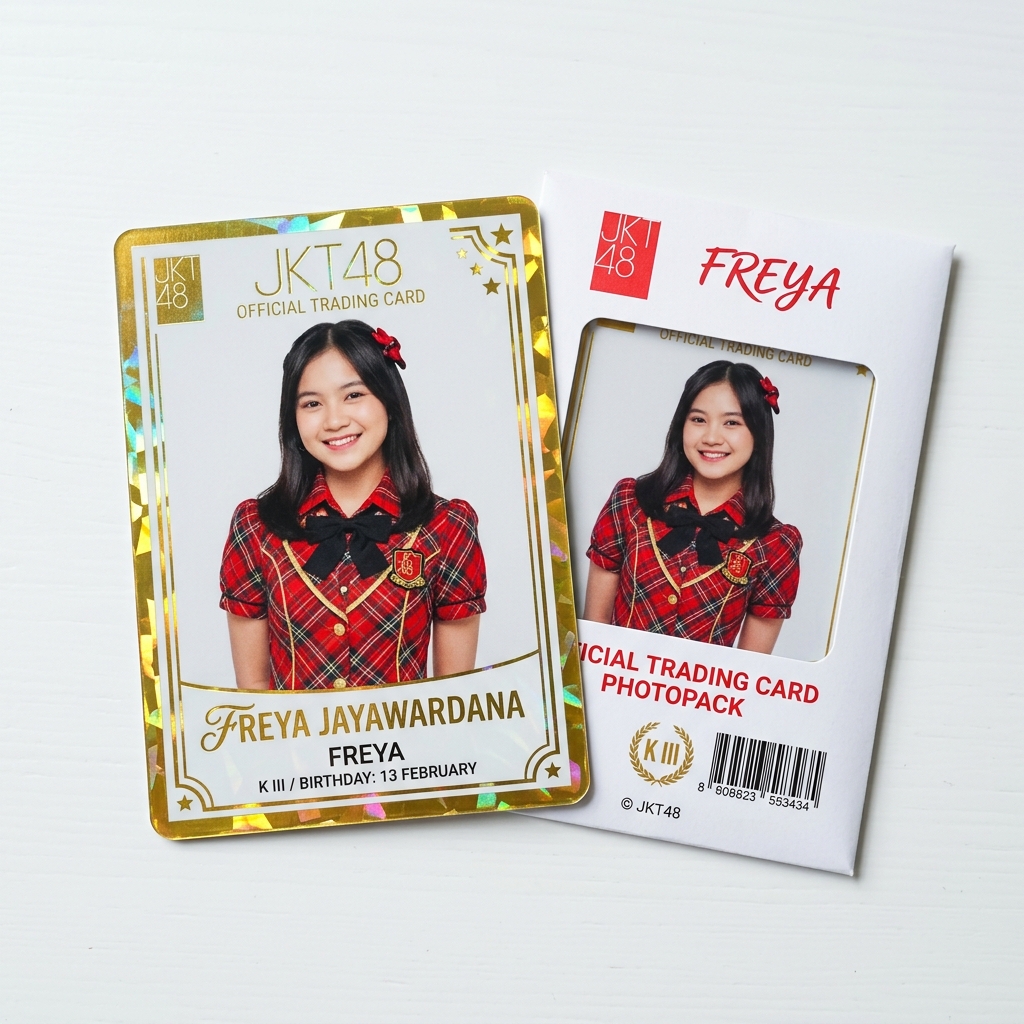 JKT
48
JKT48
OFFICIAL TRADING CARD
FREYA JAYAWARDANA
FREYA
K III / BIRTHDAY: 13 FEBRUARY
JKT
48
FREYA
OFFICIAL TRADING CARD
ICIAL TRADING CARD
PHOTOPACK
K III
8 908823 553434
© JKT48